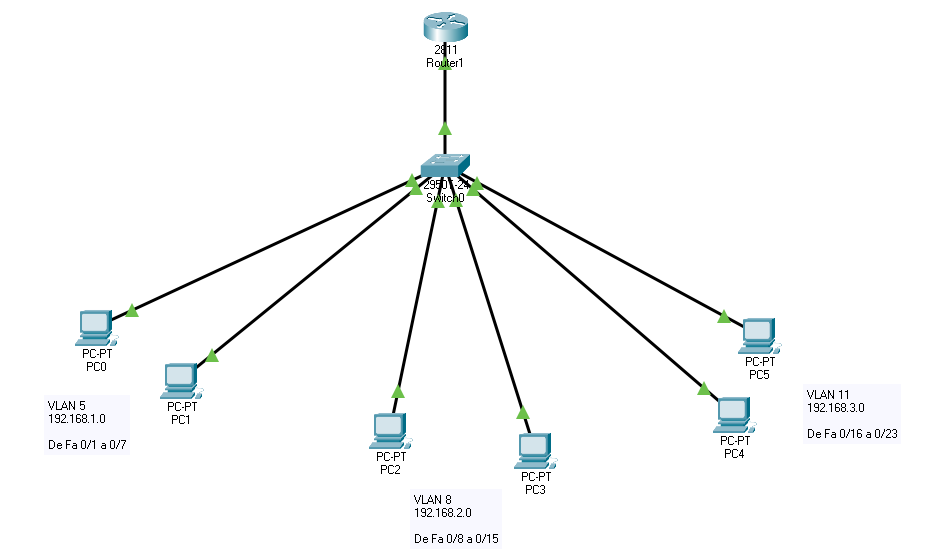 2811
Router1
2950T-24
Switch0
PC-PT
PC0
PC-PT
PC1
PC-PT
PC2
PC-PT
PC3
PC-PT
PC4
PC-PT
PC5
VLAN 5
192.168.1.0
De Fa 0/1 a 0/7
VLAN 8
192.168.2.0
De Fa 0/8 a 0/15
VLAN 11
192.168.3.0
De Fa 0/16 a 0/23